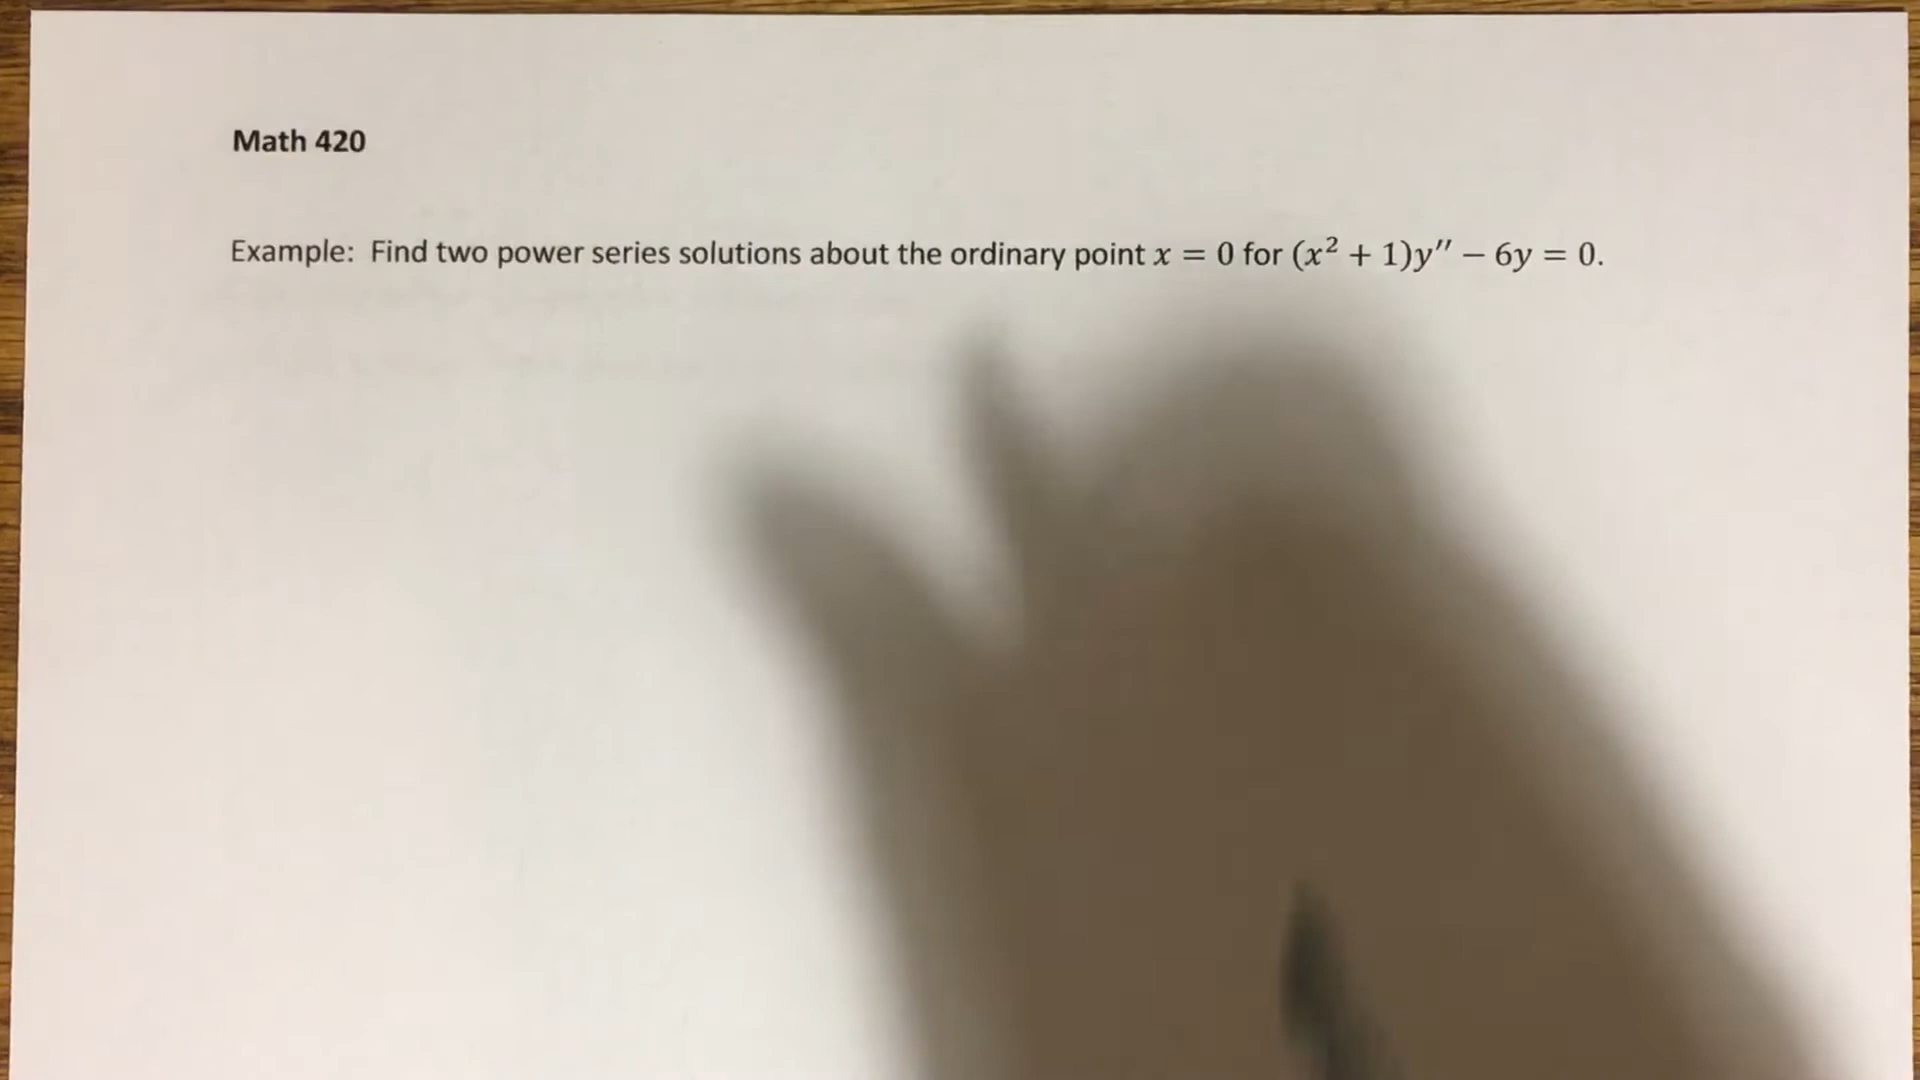 Math 420
Example: Find two power series solutions about the ordinary point x = 0 for (x² + 1)y″ − 6y = 0.